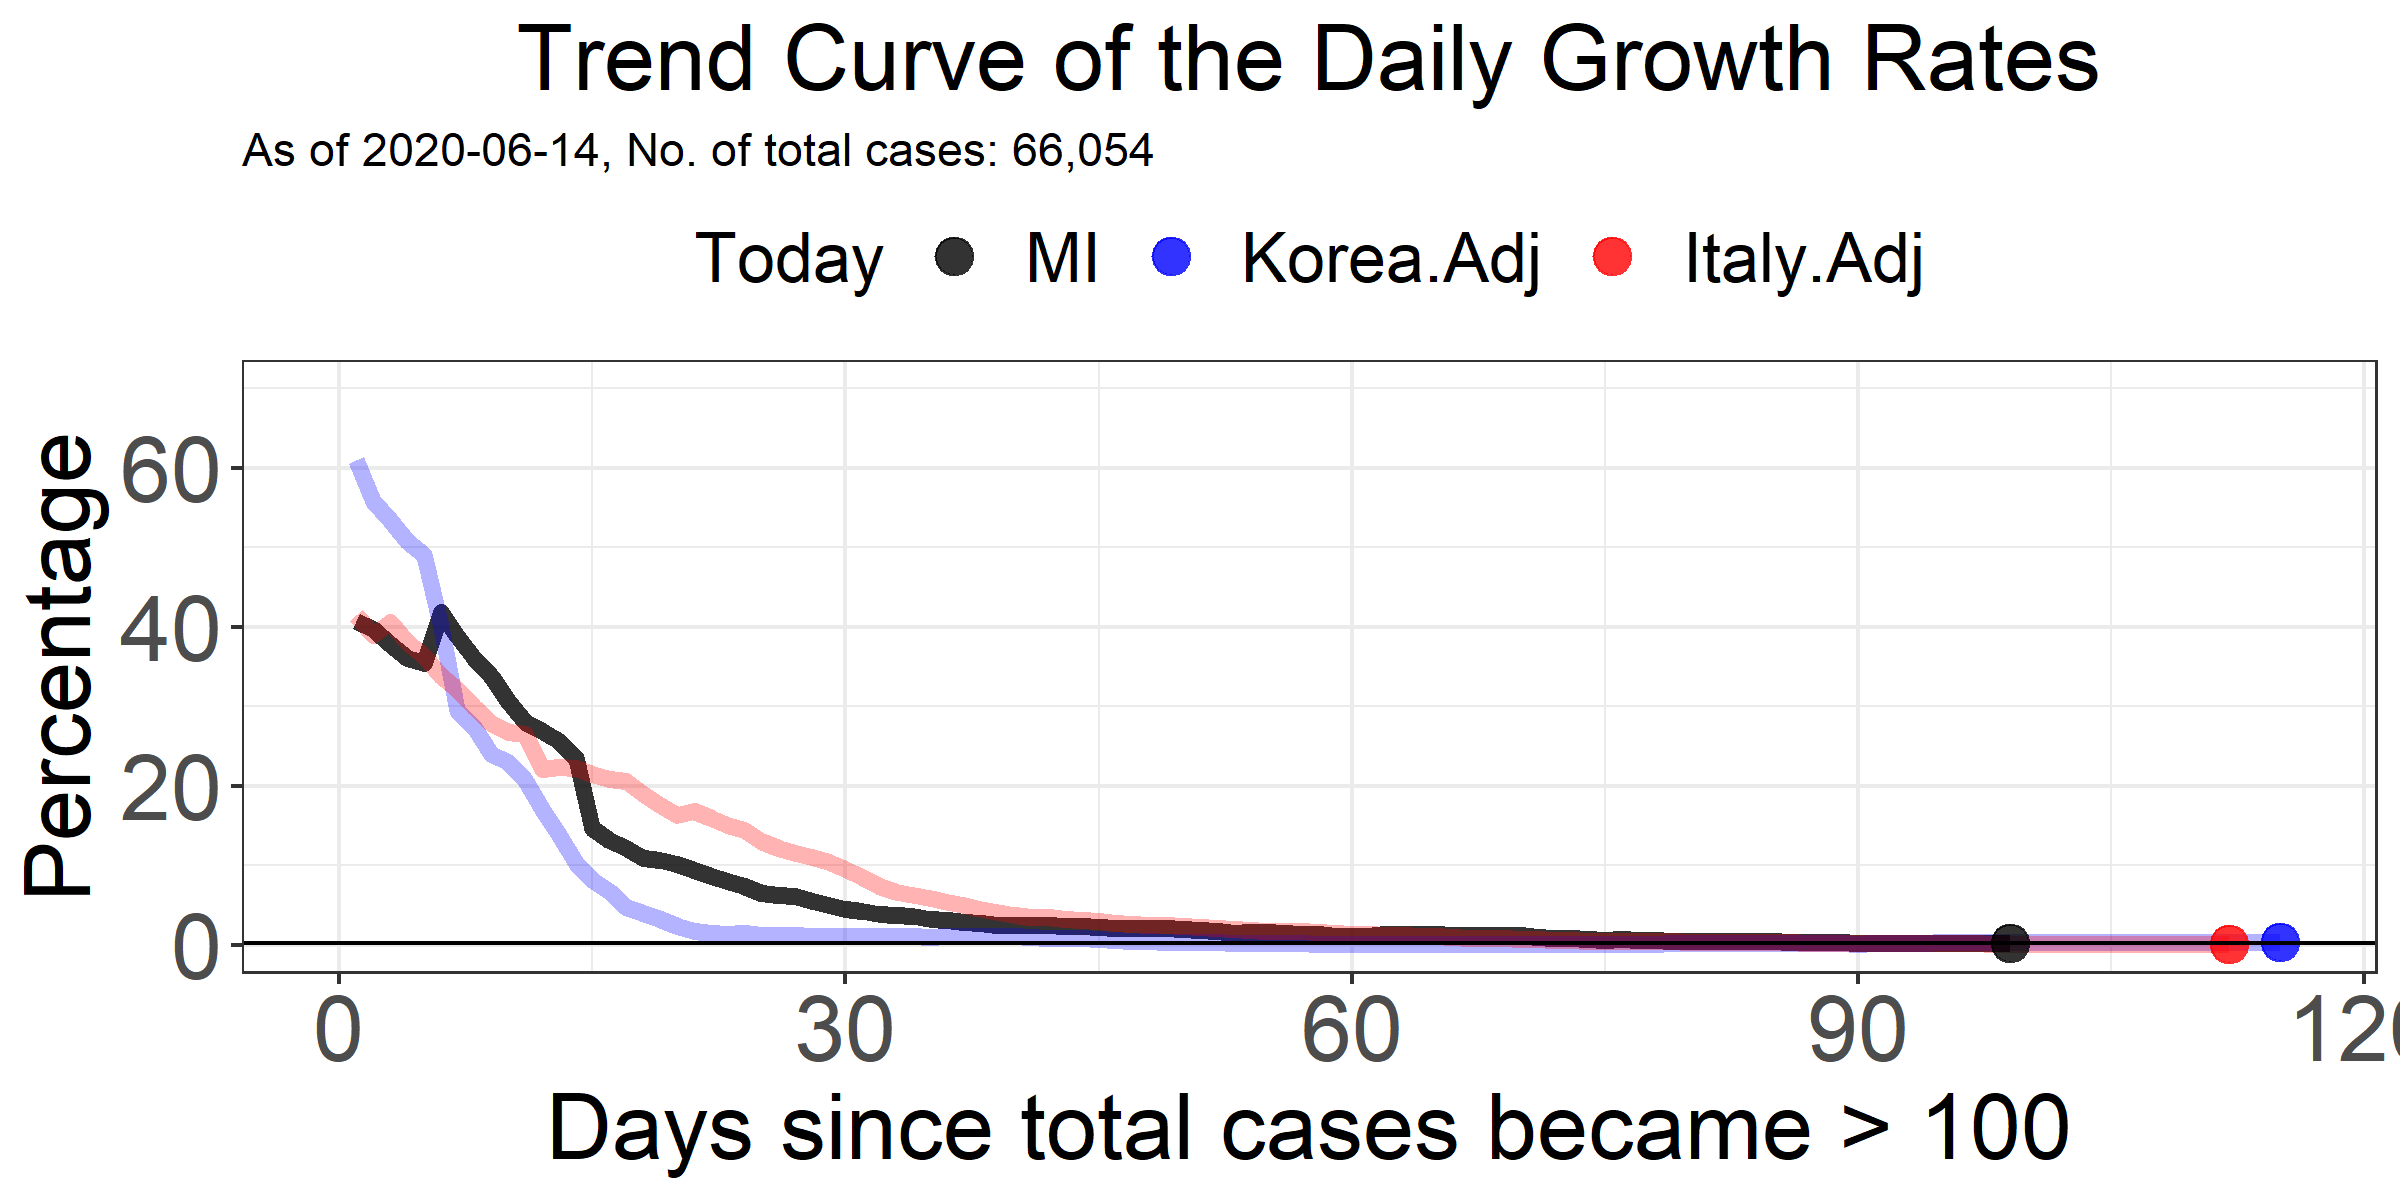 Trend Curve of the Daily Growth Rates
As of 2020-06-14, No. of total cases: 66,054
Today MI Korea.Adj Italy.Adj
Percentage
60
40
20
0
0 30 60 90 120
Days since total cases became > 100